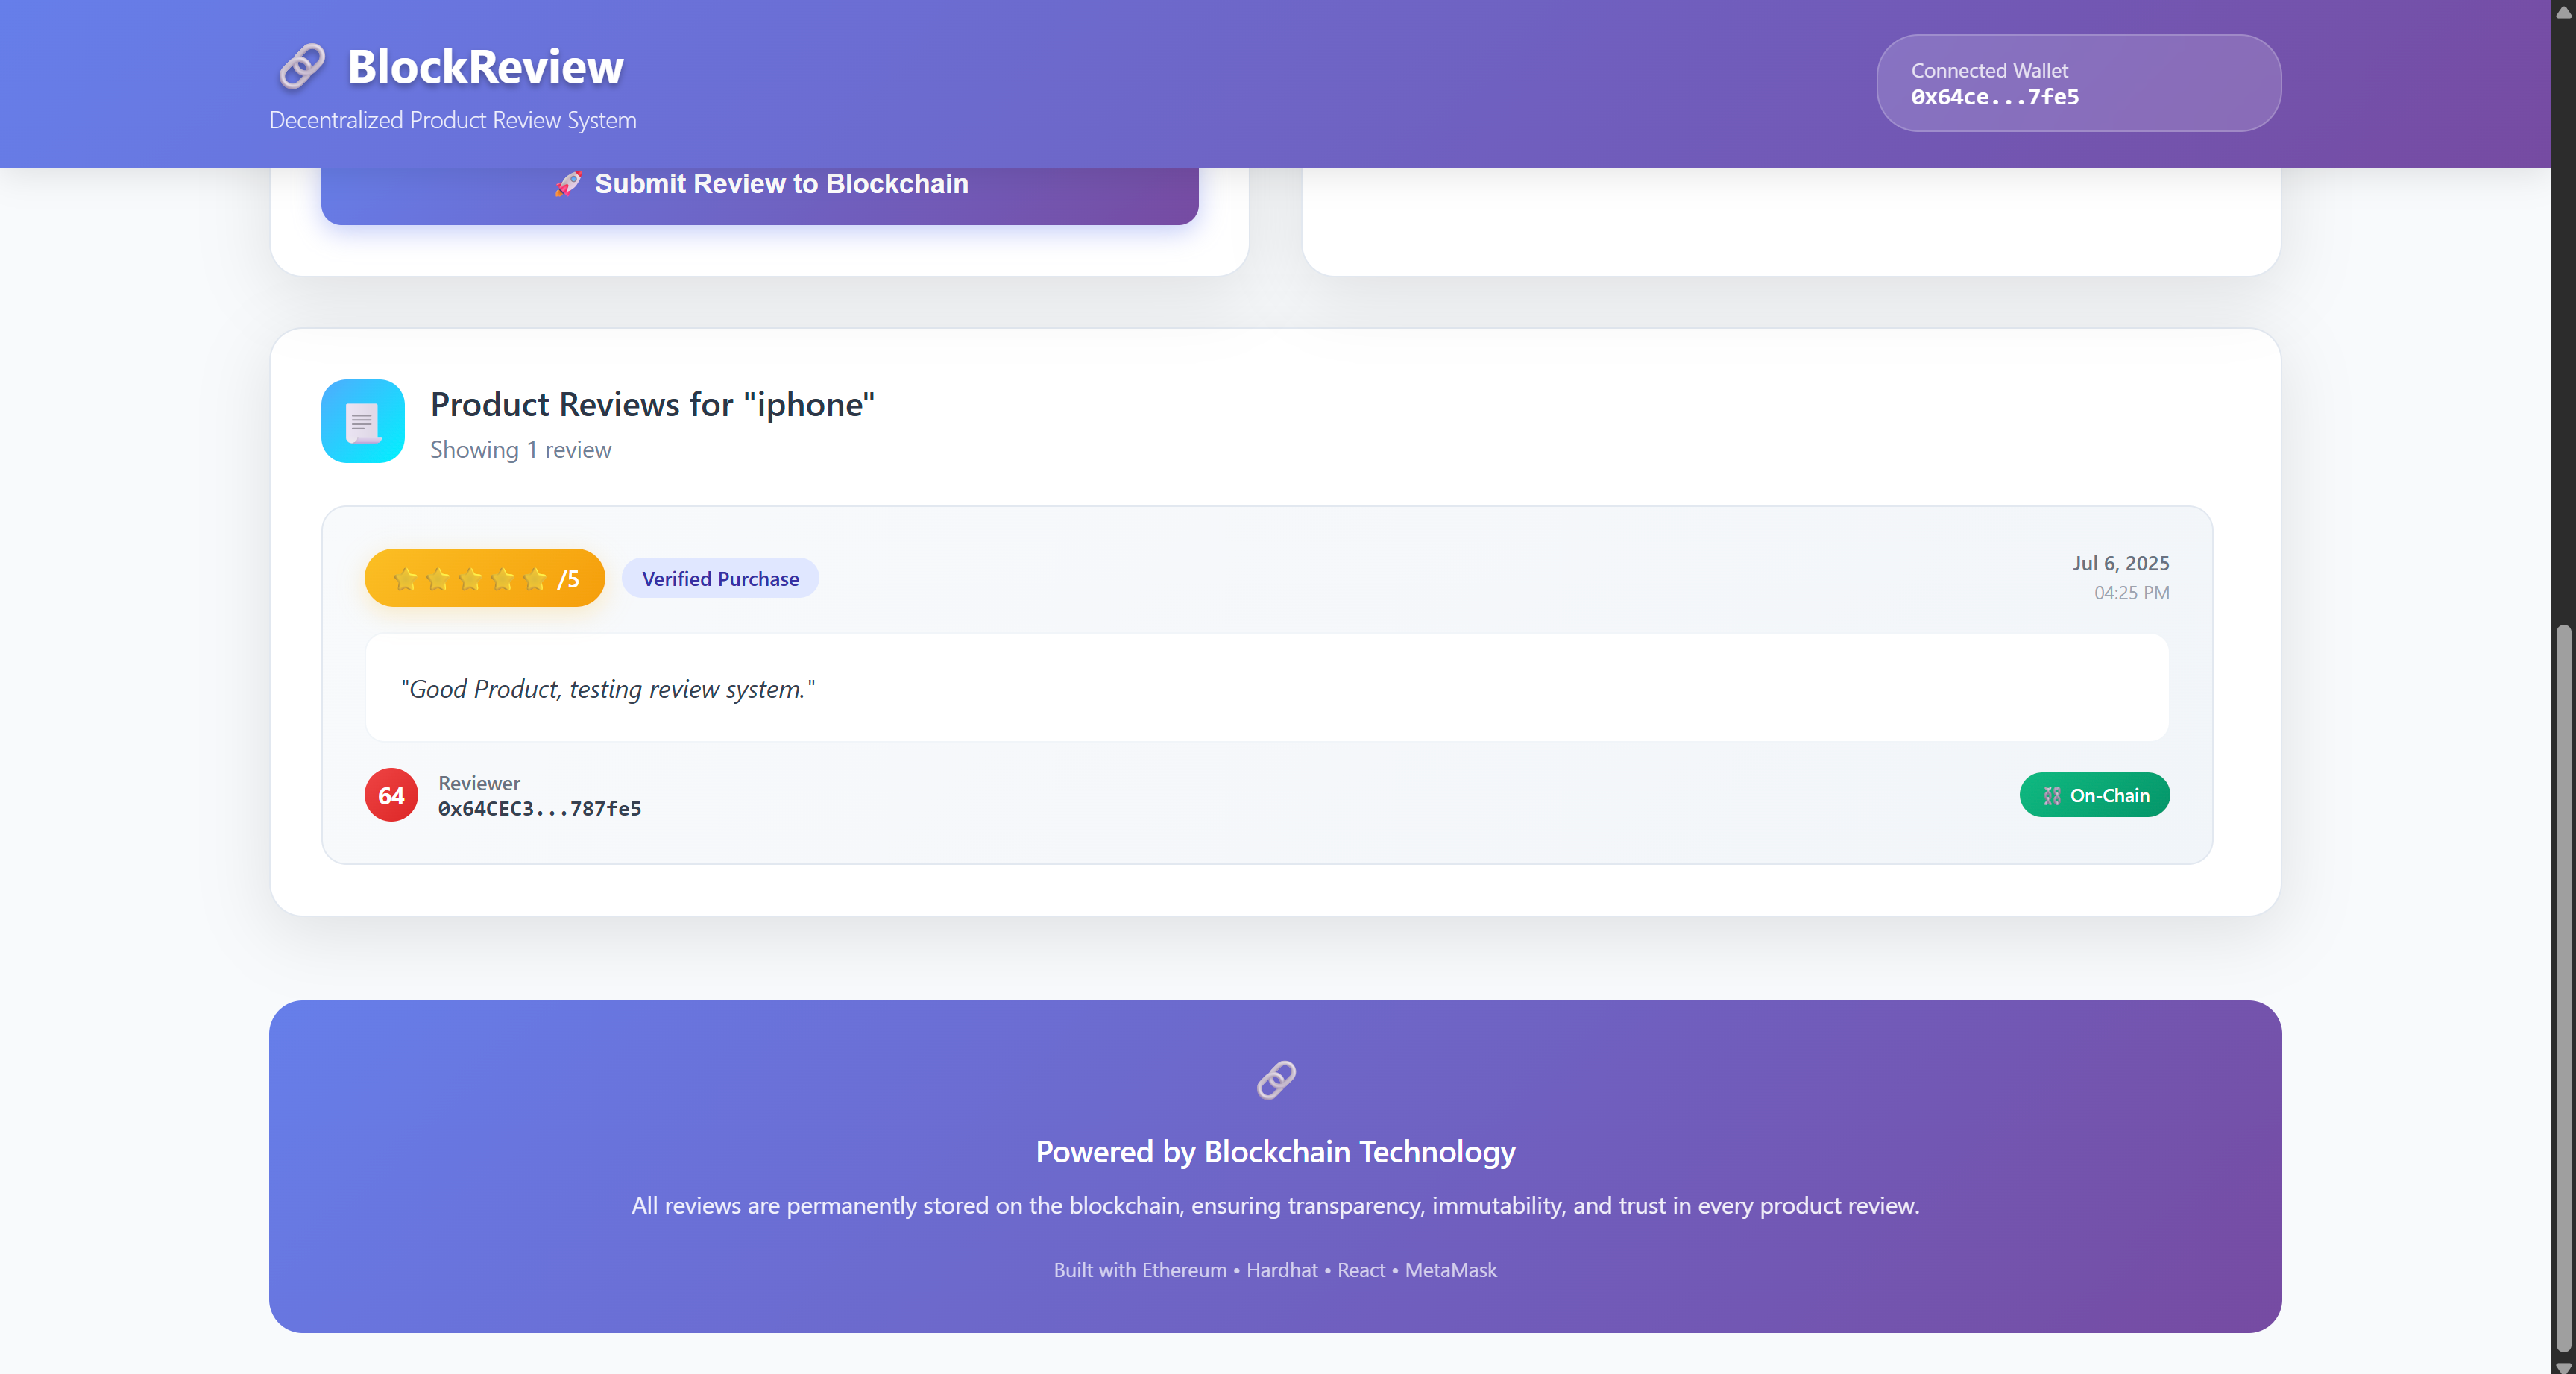 🔗 BlockReview
Decentralized Product Review System
Connected Wallet
0x64ce...7fe5
🚀 Submit Review to Blockchain
Product Reviews for "iphone"
Showing 1 review
⭐⭐⭐⭐⭐ /5
Verified Purchase
Jul 6, 2025
04:25 PM
"Good Product, testing review system."
64
Reviewer
0x64CEC3...787fe5
⛓️ On-Chain
Powered by Blockchain Technology
All reviews are permanently stored on the blockchain, ensuring transparency, immutability, and trust in every product review.
Built with Ethereum • Hardhat • React • MetaMask